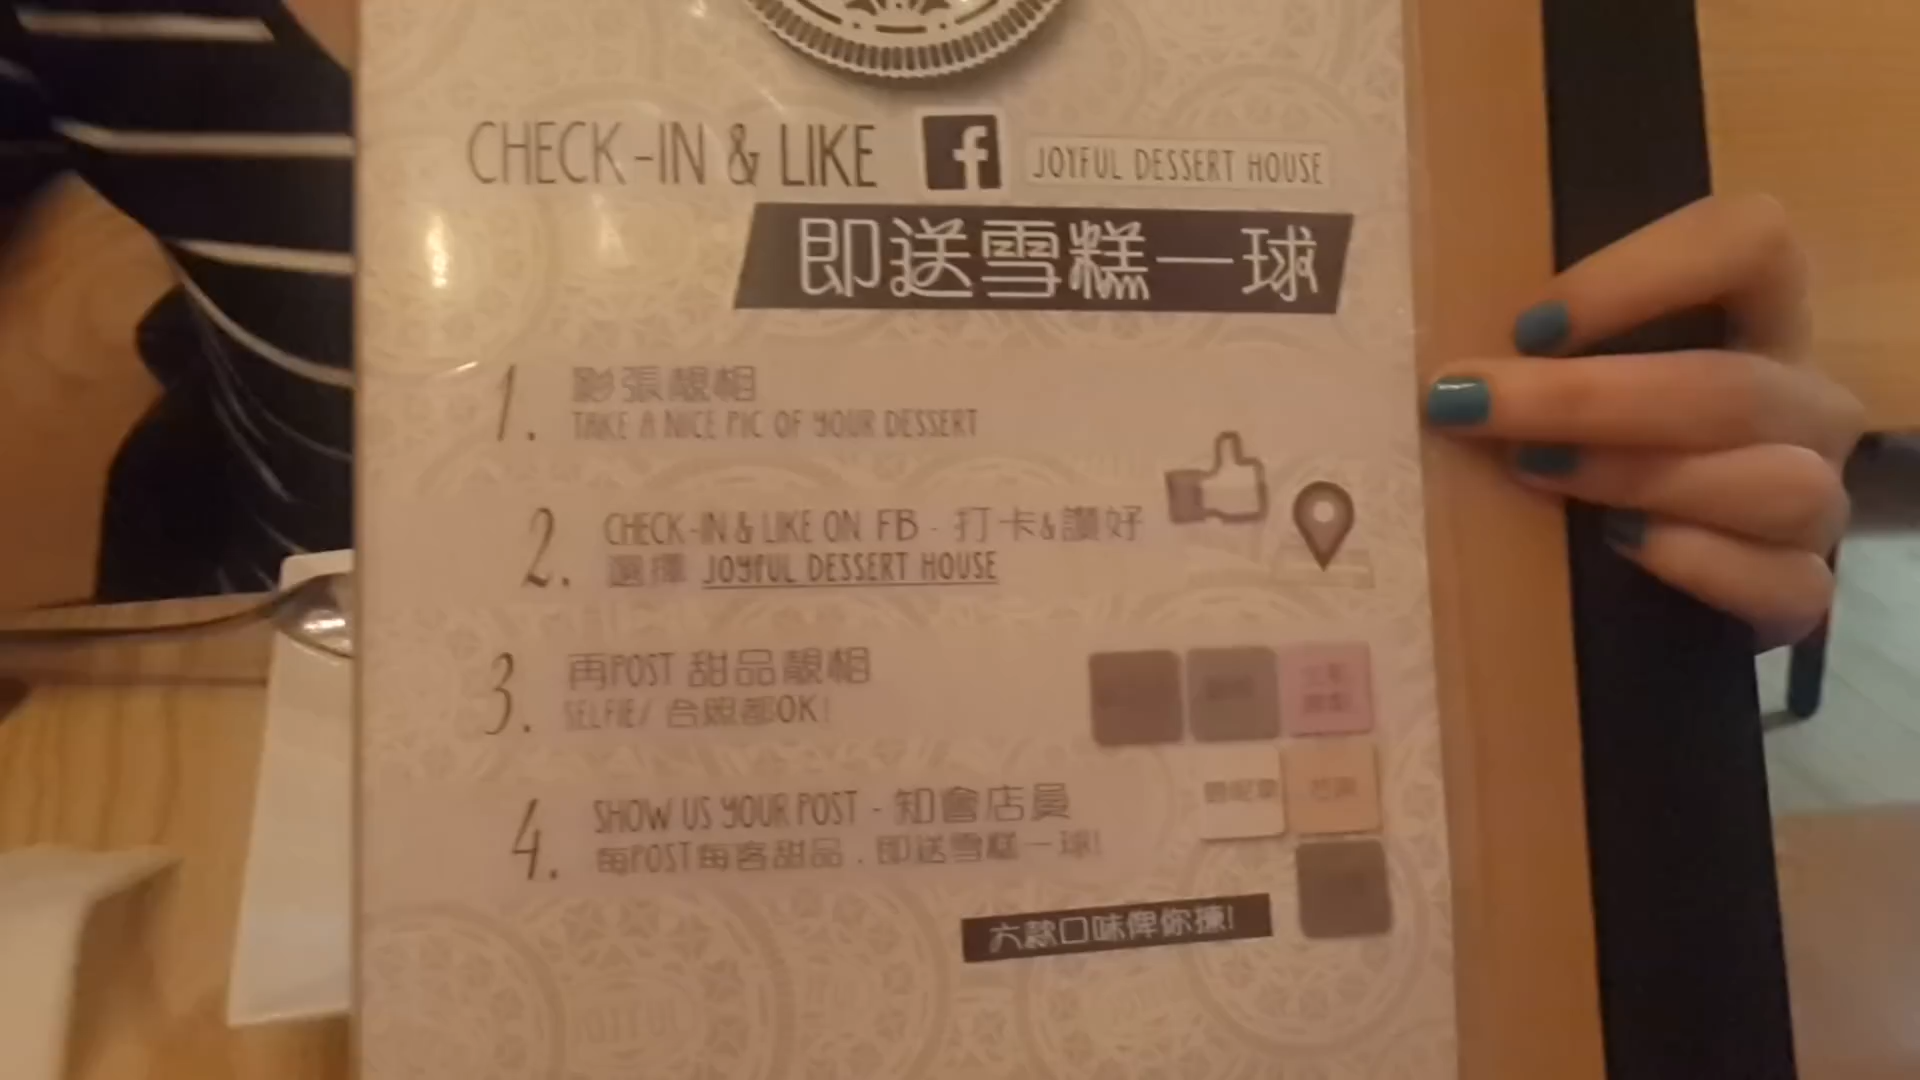 CHECK-IN & LIKE f JOYFUL DESSERT HOUSE
即送雪糕一球
1. 影張靚相
TAKE A NICE PIC OF YOUR DESSERT
2. CHECK-IN & LIKE ON FB - 打卡&讚好
選擇 JOYFUL DESSERT HOUSE
3. 再POST 甜品靚相
SELFIE/ 合照都OK!
4. SHOW US YOUR POST - 知會店員
每POST每客甜品, 即送雪糕一球!
六款口味俾你揀!